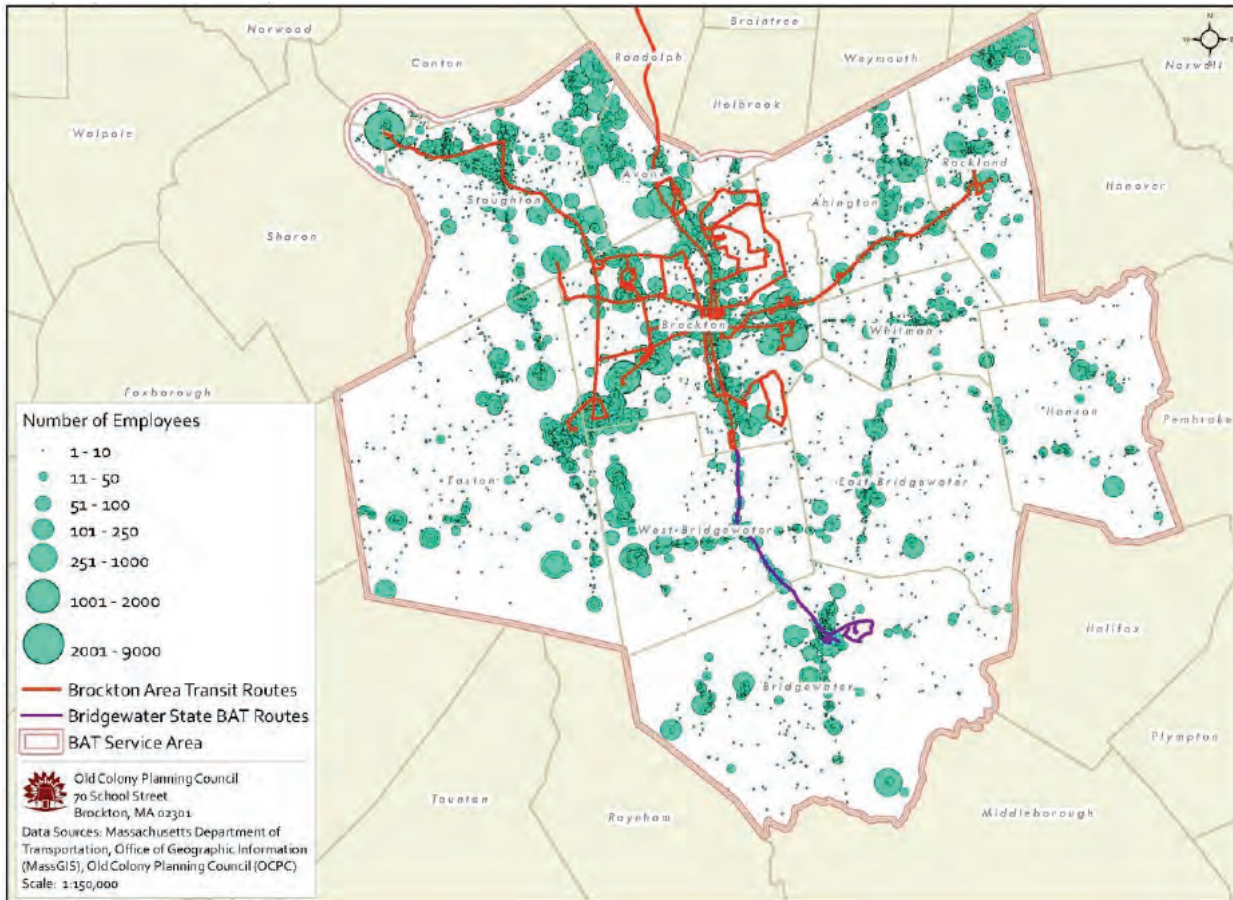 Norwood
Canton
Randolph
Braintree
Weymouth
Norwell
N
W
E
S
Holbrook
Walpole
Avon
Rockland
Hanover
Stoughton
Abington
Sharon
Brockton
Whitman
Foxborough
Hanson
Pembroke
Easton
East Bridgewater
West Bridgewater
Halifax
Bridgewater
Plympton
Taunton
Raynham
Middleborough
Number of Employees
1 - 10
11 - 50
51 - 100
101 - 250
251 - 1000
1001 - 2000
2001 - 9000
Brockton Area Transit Routes
Bridgewater State BAT Routes
BAT Service Area
Old Colony Planning Council
70 School Street
Brockton, MA 02301
Data Sources: Massachusetts Department of
Transportation, Office of Geographic Information
(MassGIS), Old Colony Planning Council (OCPC)
Scale: 1:150,000